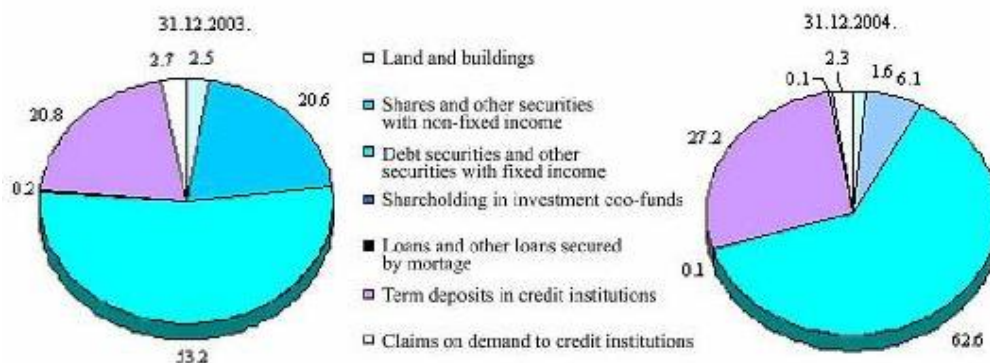 31.12.2003.
2.7
2.5
20.8
20.6
0.2
53.2
Land and buildings
Shares and other securities
with non-fixed income
Debt securities and other
securities with fixed income
Sharcholding in investment coo-funds
Loans and other loans secured
by mortage
Term deposits in credit institutions
Claims on demand to credit institutions
31.12.2004.
0.1
2.3
1.6
6.1
27.2
0.1
62.6